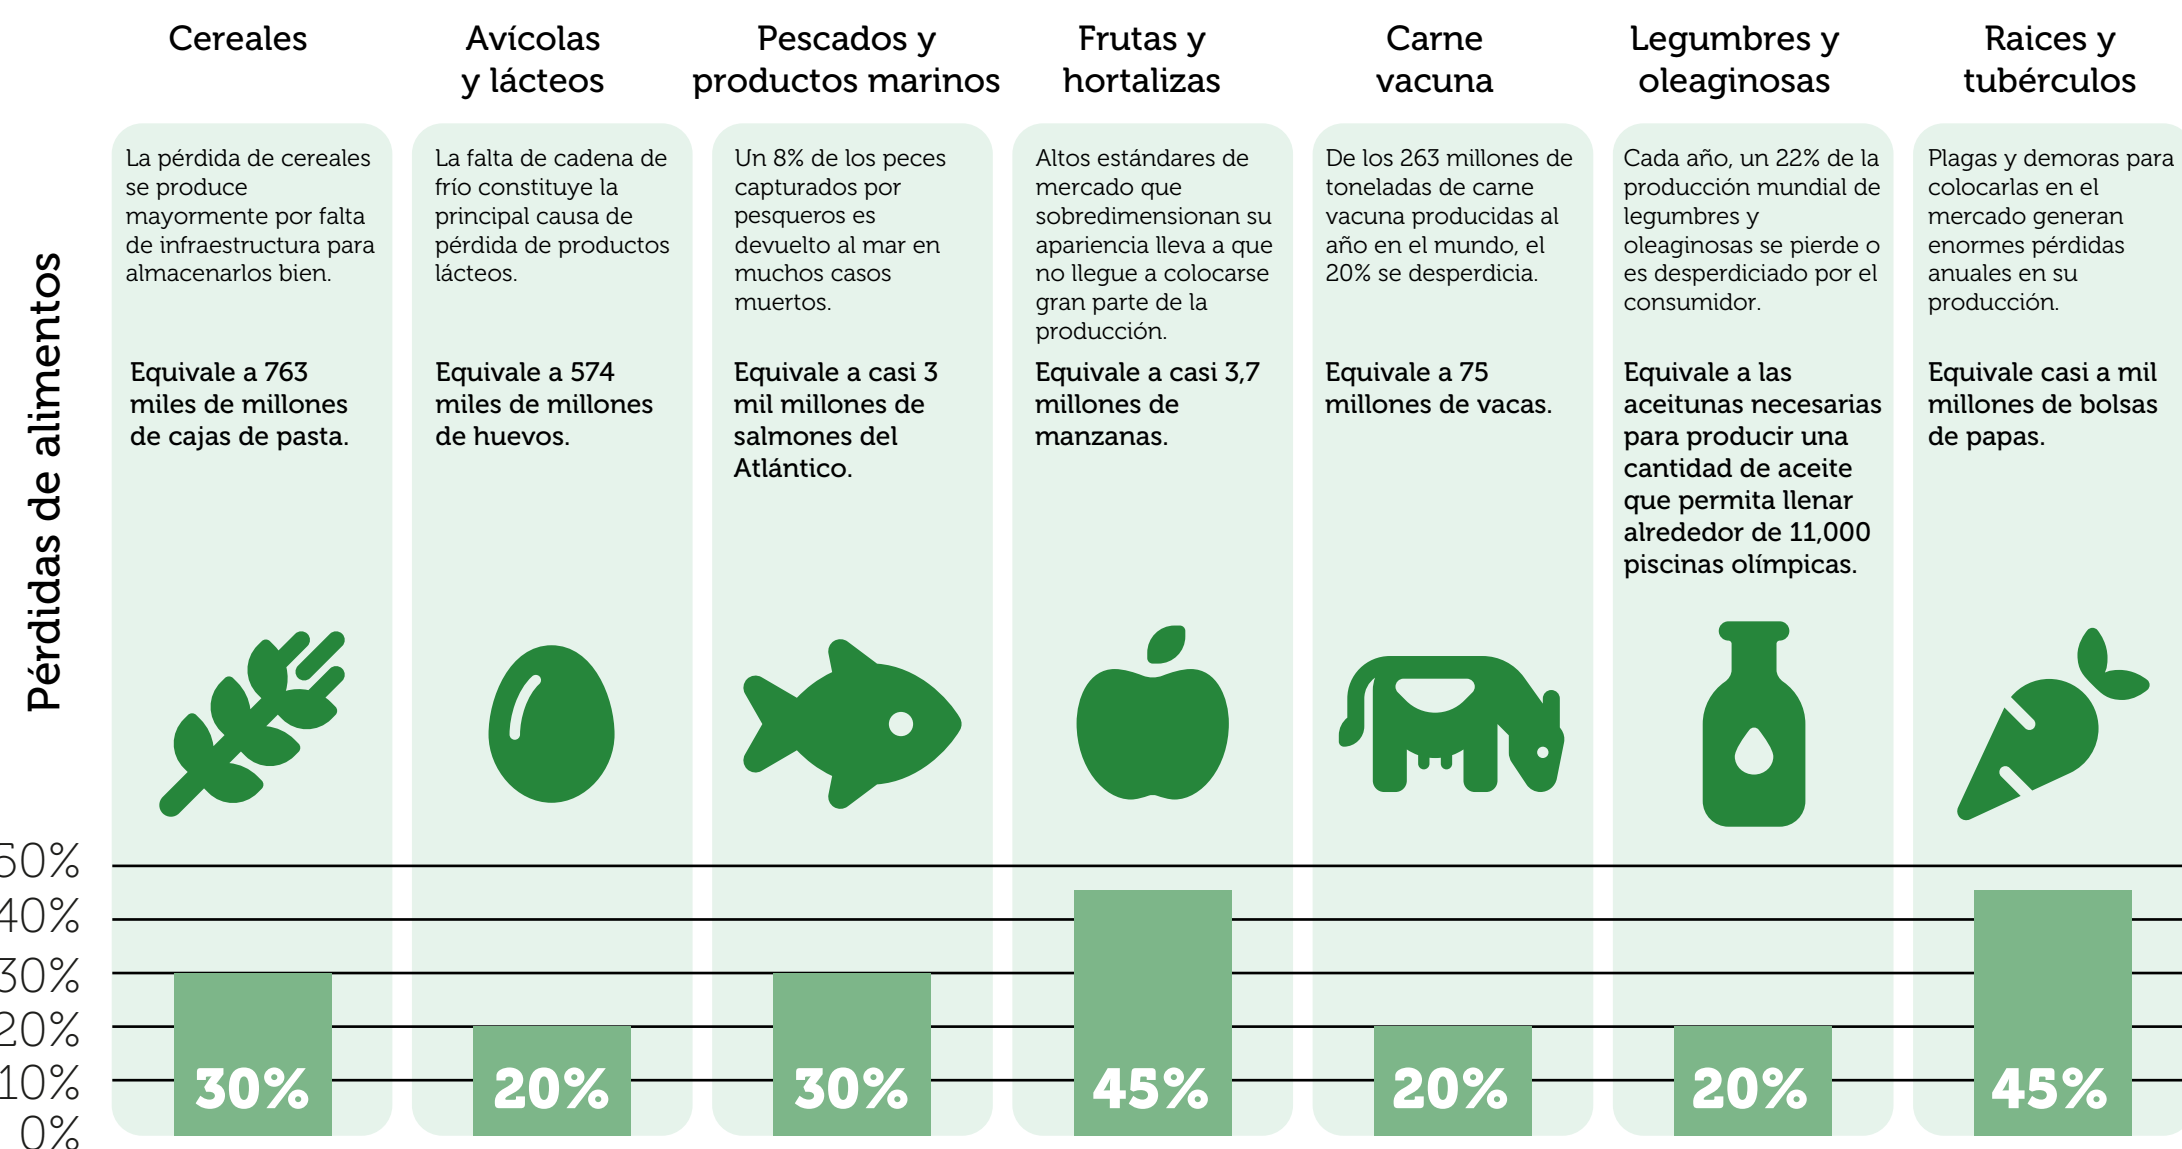 Cereales
La pérdida de cereales
se produce
mayormente por falta
de infraestructura para
almacenarlos bien.
Equivale a 763
miles de millones
de cajas de pasta.
Avícolas
y lácteos
La falta de cadena de
frío constituye la
principal causa de
pérdida de productos
lácteos.
Equivale a 574
miles de millones
de huevos.
Pescados y
productos marinos
Un 8% de los peces
capturados por
pesqueros es
devuelto al mar en
muchos casos
muertos.
Equivale a casi 3
mil millones de
salmones del
Atlántico.
Frutas y
hortalizas
Altos estándares de
mercado que
sobredimensionan su
apariencia lleva a que
no llegue a colocarse
gran parte de la
producción.
Equivale a casi 3,7
millones de
manzanas.
Carne
vacuna
De los 263 millones de
toneladas de carne
vacuna producidas al
año en el mundo, el
20% se desperdicia.
Equivale a 75
millones de vacas.
Legumbres y
oleaginosas
Cada año, un 22% de la
producción mundial de
legumbres y
oleaginosas se pierde o
es desperdiciado por el
consumidor.
Equivale a las
aceitunas necesarias
para producir una
cantidad de aceite
que permita llenar
alrededor de 11,000
piscinas olímpicas.
Raices y
tubérculos
Plagas y demoras para
colocarlas en el
mercado generan
enormes pérdidas
anuales en su
producción.
Equivale casi a mil
millones de bolsas
de papas.
Pérdidas de alimentos
50%
40%
30%
20%
10%
0%
30%
20%
30%
45%
20%
20%
45%